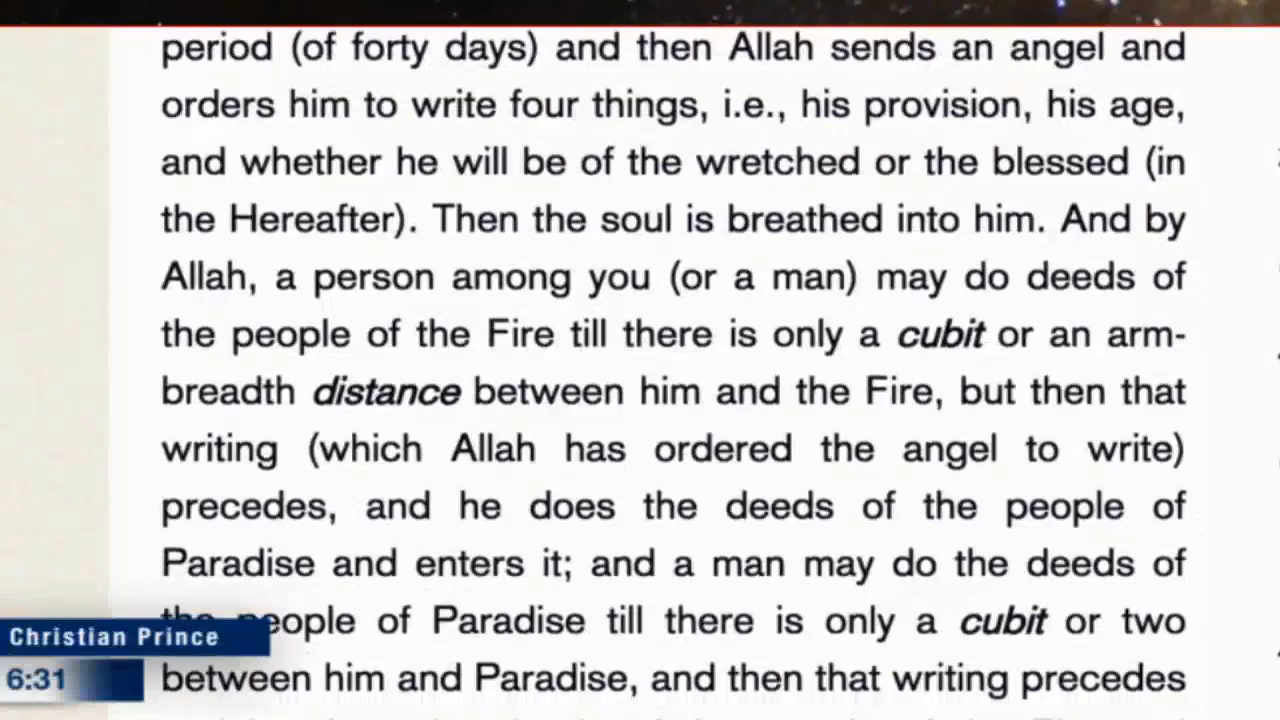 period (of forty days) and then Allah sends an angel and
orders him to write four things, i.e., his provision, his age,
and whether he will be of the wretched or the blessed (in
the Hereafter). Then the soul is breathed into him. And by
Allah, a person among you (or a man) may do deeds of
the people of the Fire till there is only a cubit or an arm-
breadth distance between him and the Fire, but then that
writing (which Allah has ordered the angel to write)
precedes, and he does the deeds of the people of
Paradise and enters it; and a man may do the deeds of
the people of Paradise till there is only a cubit or two
between him and Paradise, and then that writing precedes
Christian Prince
6:31